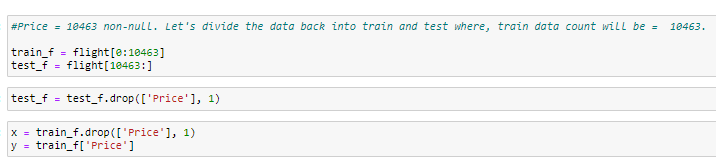 #Price = 10463 non-null. Let's divide the data back into train and test where, train data count will be =  10463.
train_f = flight[0:10463]
test_f = flight[10463:]
test_f = test_f.drop(['Price'], 1)
x = train_f.drop(['Price'], 1)
y = train_f['Price']